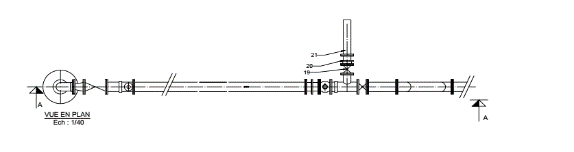 21
20
19
A
VUE EN PLAN
Ech : 1/40
A